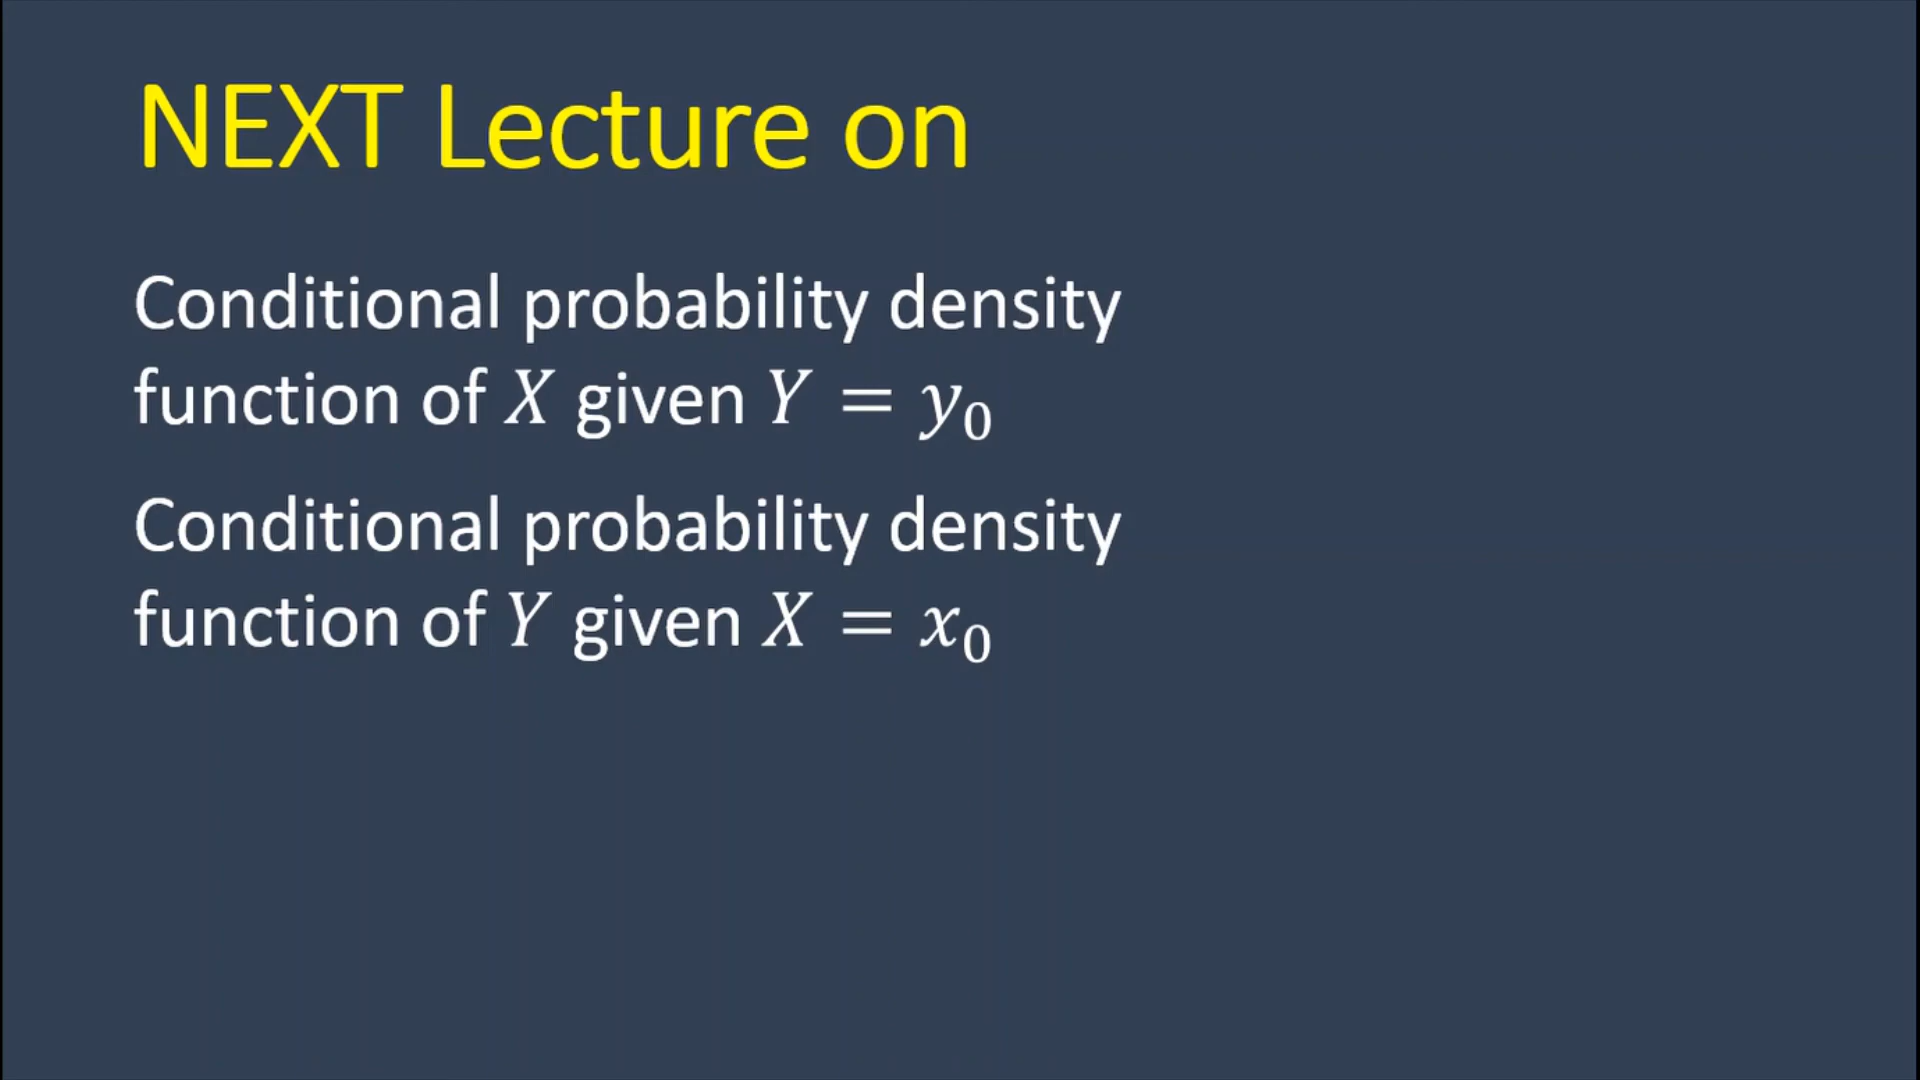 NEXT Lecture on
Conditional probability density
function of X given Y = y₀
Conditional probability density
function of Y given X = x₀